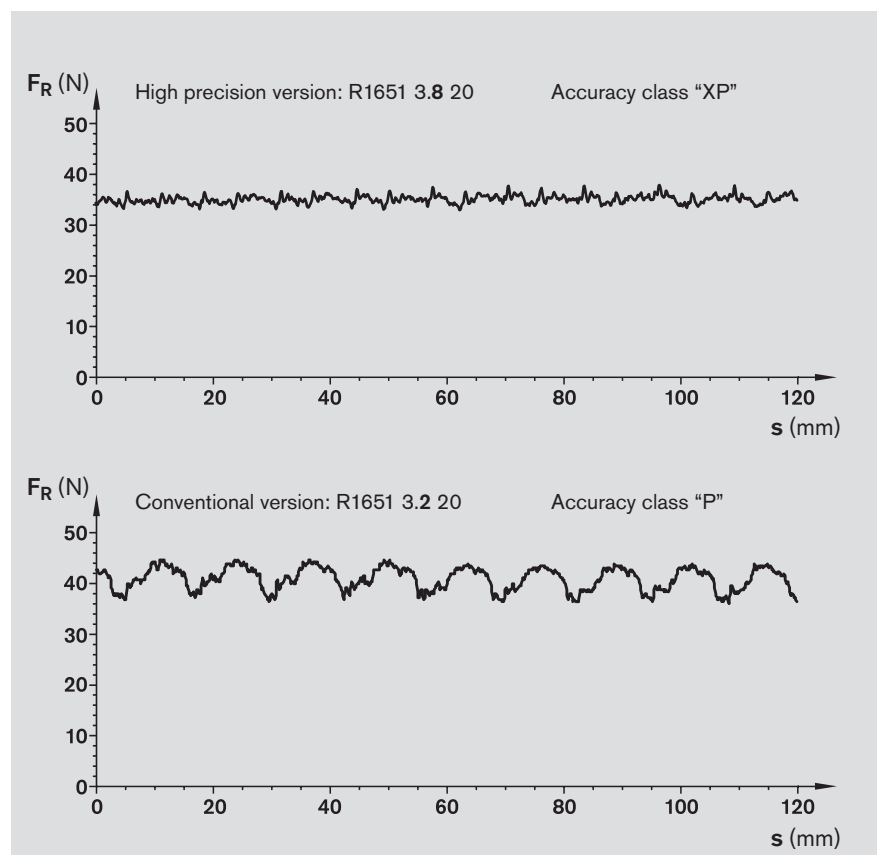 F_R (N)
High precision version: R1651 3.8 20 Accuracy class “XP”
50
40
30
20
10
0
0 20 40 60 80 100 120
s (mm)
F_R (N)
Conventional version: R1651 3.2 20 Accuracy class “P”
50
40
30
20
10
0
0 20 40 60 80 100 120
s (mm)